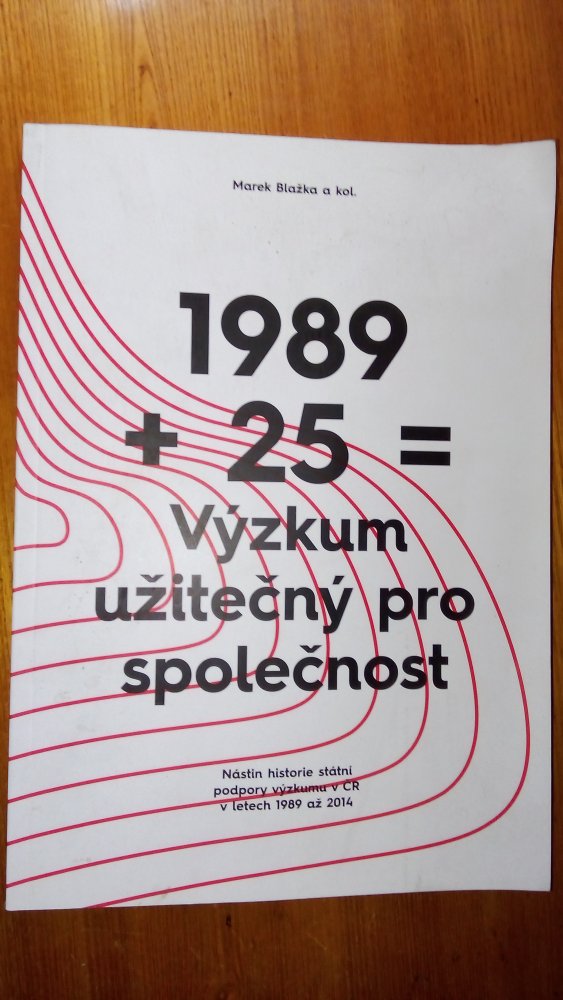 Marek Blažka a kol.
1989
+ 25 =
Výzkum
užitečný pro
společnost
Nástin historie státní
podpory výzkumu v ČR
v letech 1989 až 2014